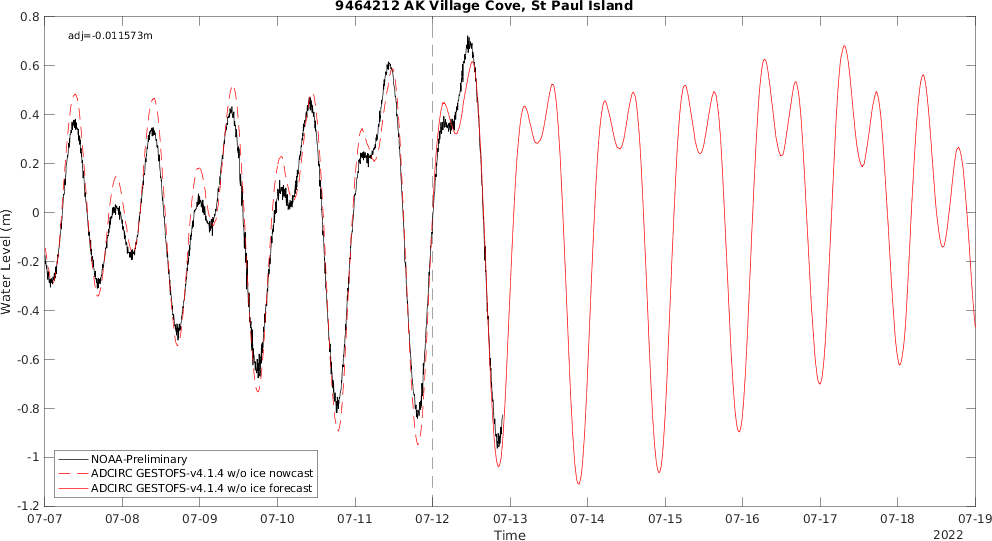 9464212 AK Village Cove, St Paul Island
adj=-0.011573m
Water Level (m)
0.8
0.6
0.4
0.2
0
-0.2
-0.4
-0.6
-0.8
-1
-1.2
NOAA-Preliminary
ADCIRC GESTOFS-v4.1.4 w/o ice nowcast
ADCIRC GESTOFS-v4.1.4 w/o ice forecast
07-07 07-08 07-09 07-10 07-11 07-12 07-13 07-14 07-15 07-16 07-17 07-18 07-19
Time
2022